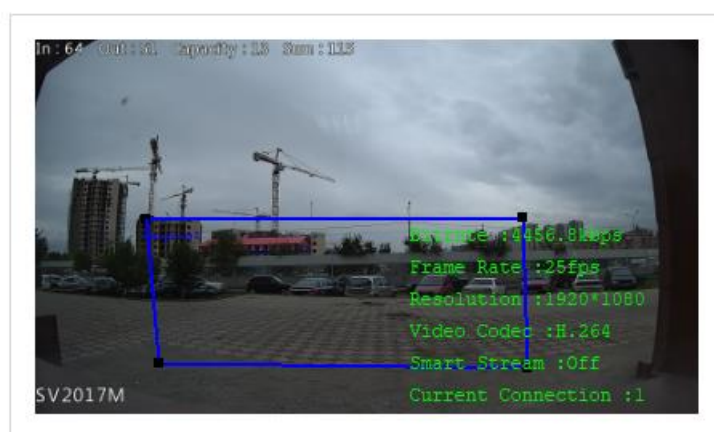 In : 64 Out : 51 Capacity : 13 Sum : 115
Bitrate :4456.8kbps
Frame Rate :25fps
Resolution :1920*1080
Video Codec :H.264
Smart Stream :Off
SV2017M
Current Connection :1